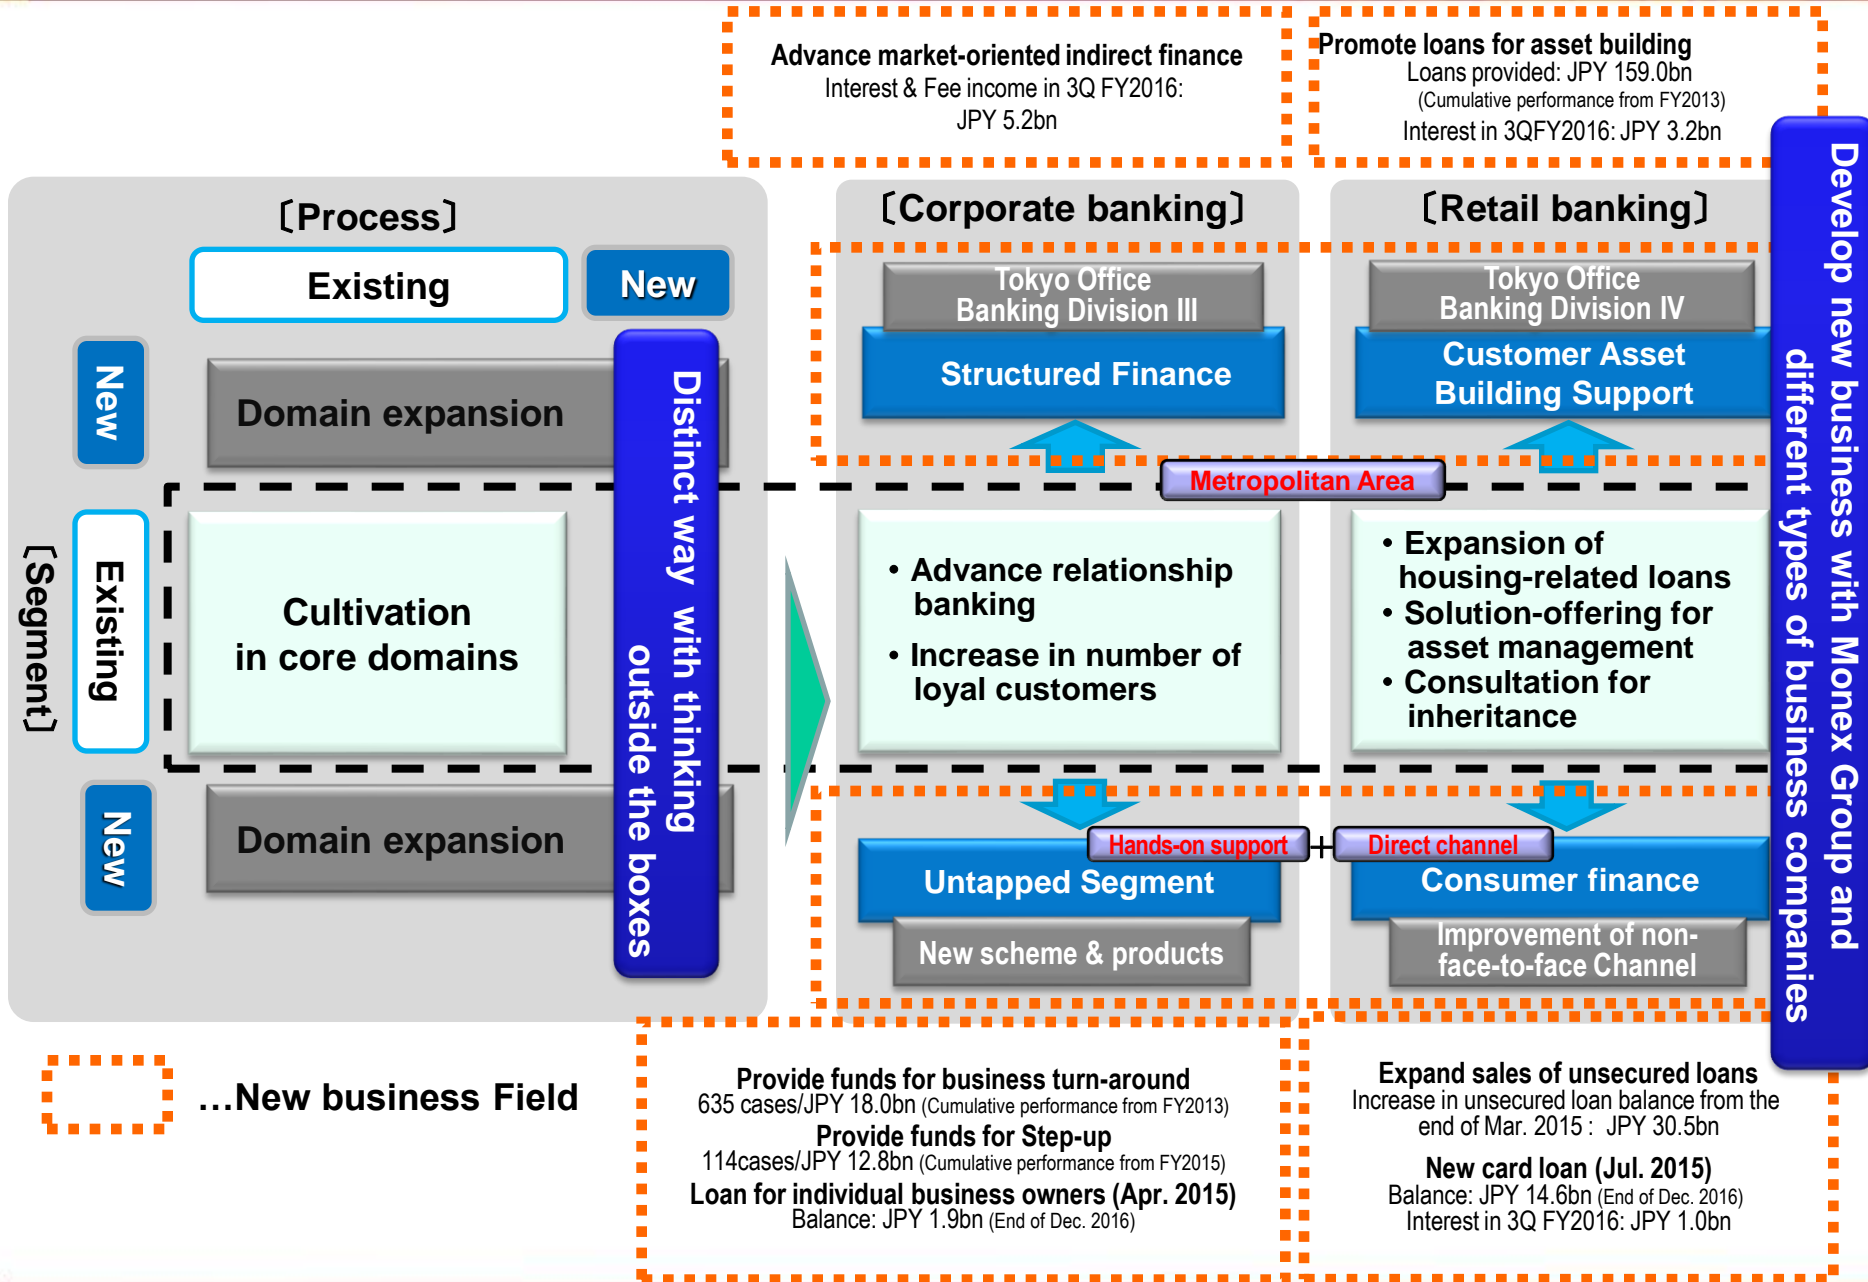 Advance market-oriented indirect finance
Interest & Fee income in 3Q FY2016:
JPY 5.2bn
Promote loans for asset building
Loans provided: JPY 159.0bn
(Cumulative performance from FY2013)
Interest in 3QFY2016: JPY 3.2bn
〔Process〕
Existing
New
〔Segment〕
New
Existing
New
Domain expansion
Cultivation
in core domains
Domain expansion
Distinct way with thinking
outside the boxes
〔Corporate banking〕
Tokyo Office
Banking Division III
Structured Finance
〔Retail banking〕
Tokyo Office
Banking Division IV
Customer Asset
Building Support
Metropolitan Area
• Advance relationship
banking
• Increase in number of
loyal customers
• Expansion of
housing-related loans
• Solution-offering for
asset management
• Consultation for
inheritance
Hands-on support
+
Direct channel
Untapped Segment
New scheme & products
Consumer finance
Improvement of non-
face-to-face Channel
Develop new business with Monex Group and
different types of business companies
…New business Field
Provide funds for business turn-around
635 cases/JPY 18.0bn (Cumulative performance from FY2013)
Provide funds for Step-up
114cases/JPY 12.8bn (Cumulative performance from FY2015)
Loan for individual business owners (Apr. 2015)
Balance: JPY 1.9bn (End of Dec. 2016)
Expand sales of unsecured loans
Increase in unsecured loan balance from the
end of Mar. 2015 : JPY 30.5bn
New card loan (Jul. 2015)
Balance: JPY 14.6bn (End of Dec. 2016)
Interest in 3Q FY2016: JPY 1.0bn